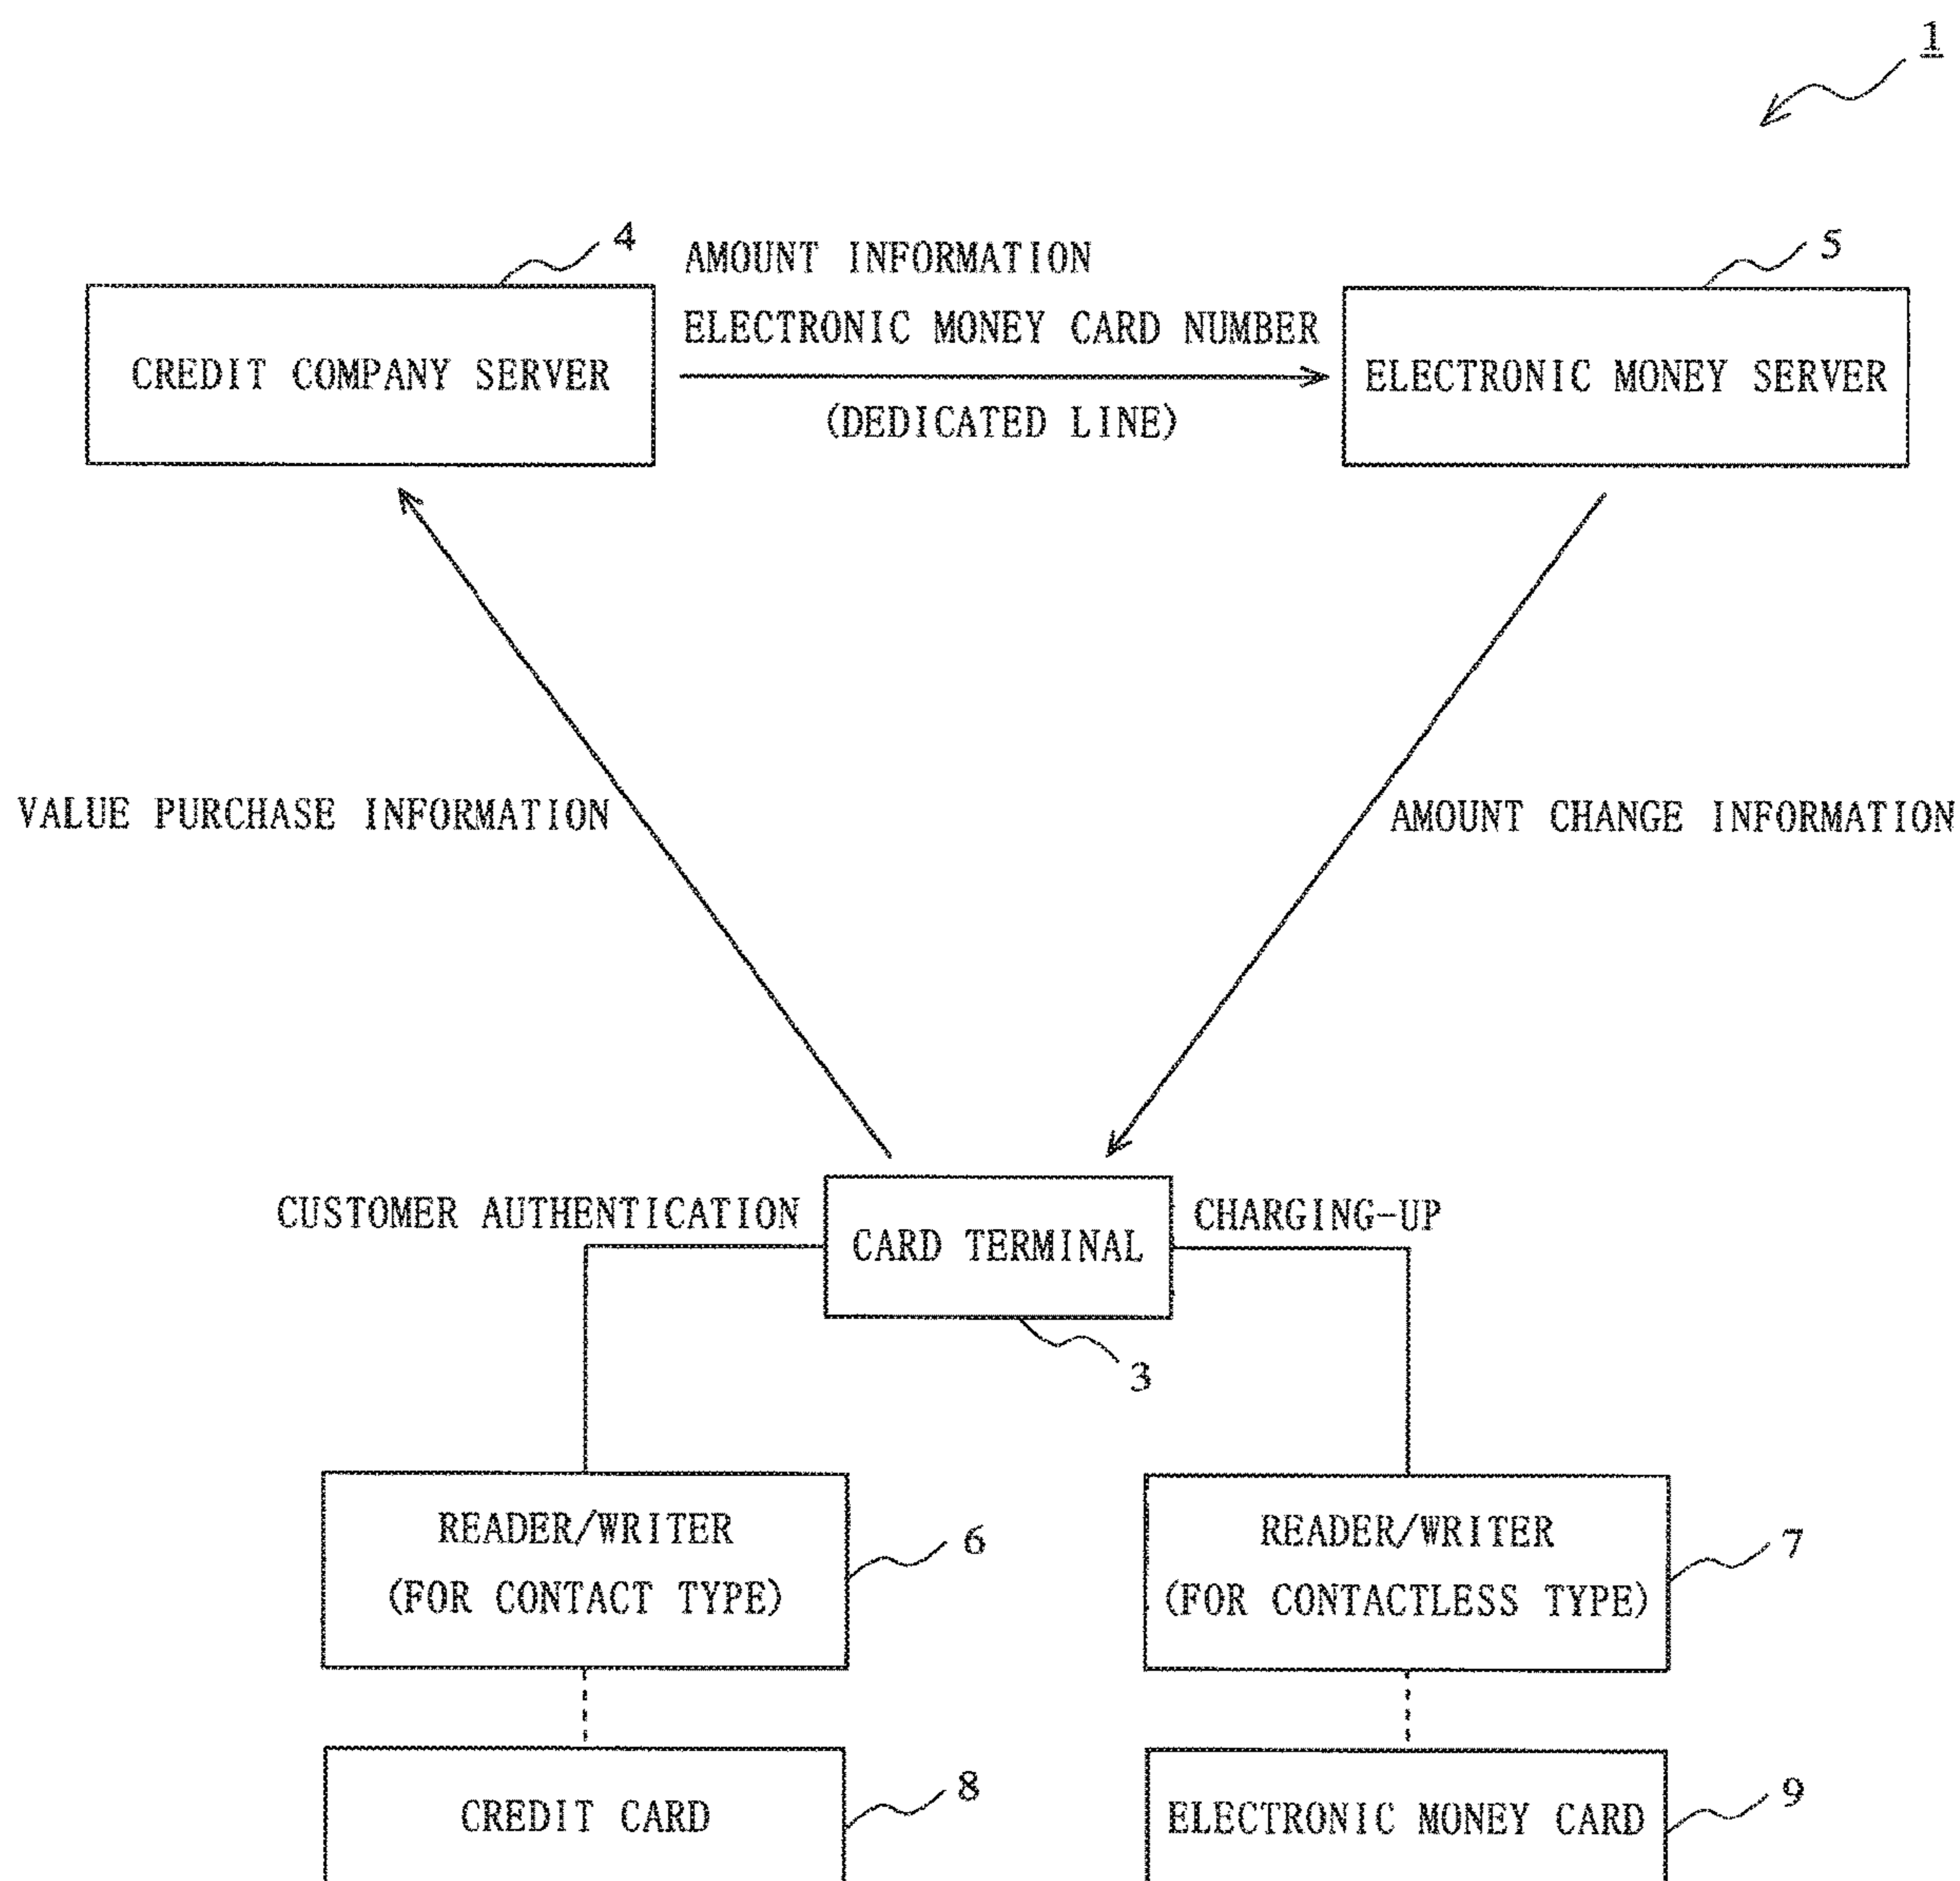 1
4
AMOUNT INFORMATION
5
ELECTRONIC MONEY CARD NUMBER
CREDIT COMPANY SERVER
ELECTRONIC MONEY SERVER
(DEDICATED LINE)
VALUE PURCHASE INFORMATION
AMOUNT CHANGE INFORMATION
CUSTOMER AUTHENTICATION
CARD TERMINAL
CHARGING-UP
3
READER/WRITER
(FOR CONTACT TYPE)
6
READER/WRITER
(FOR CONTACTLESS TYPE)
7
CREDIT CARD
8
ELECTRONIC MONEY CARD
9